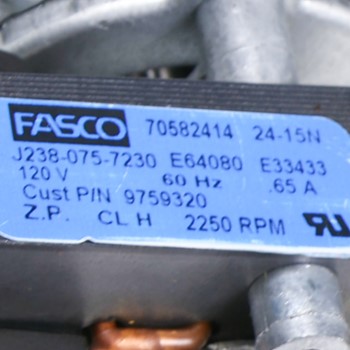 FASCO 70582414 24-15N
J238-075-7230 E64080 E33433
120 V 60 Hz .65 A
Cust P/N 9759320
Z.P. CL H 2250 RPM